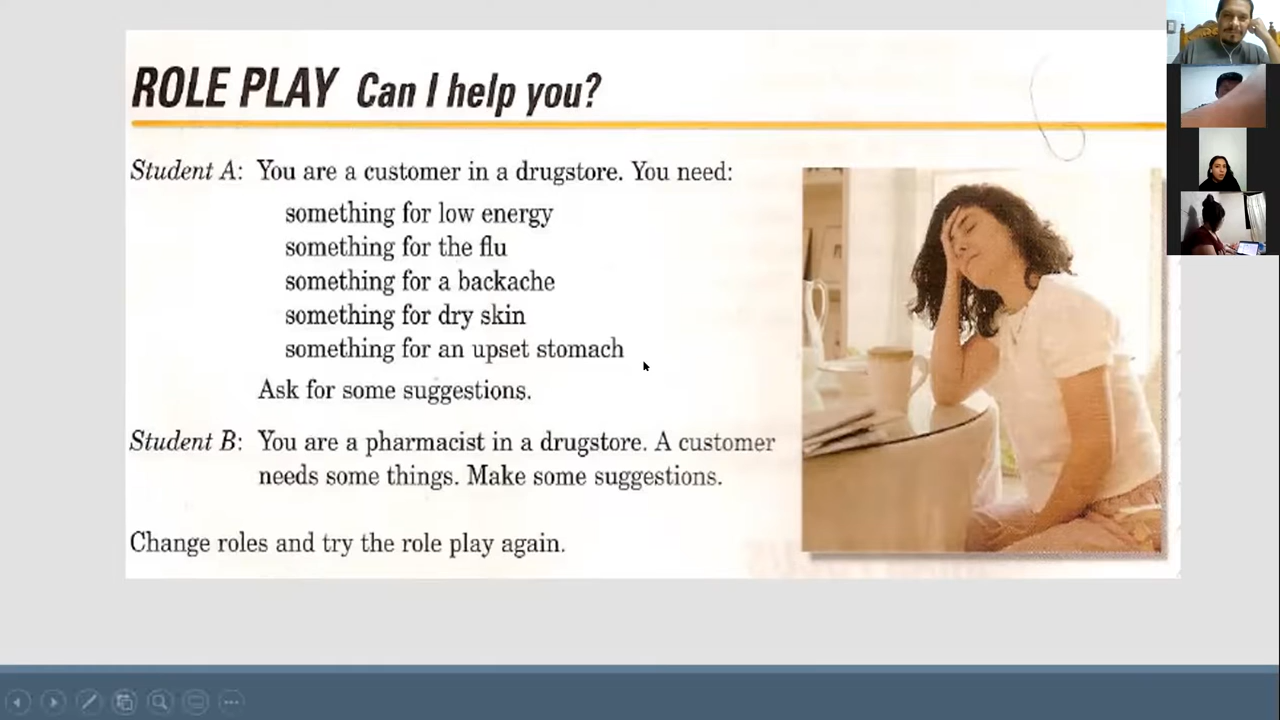 ROLE PLAY Can I help you?
Student A: You are a customer in a drugstore. You need:
something for low energy
something for the flu
something for a backache
something for dry skin
something for an upset stomach
Ask for some suggestions.
Student B: You are a pharmacist in a drugstore. A customer
needs some things. Make some suggestions.
Change roles and try the role play again.